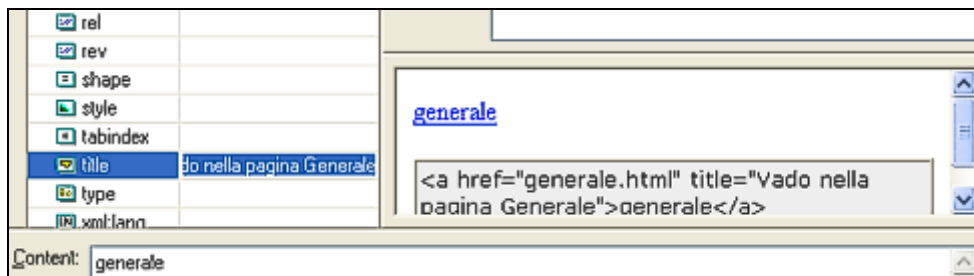 rel
rev
shape
style
tabindex
title
do nella pagina Generale
type
xml:lang
generale
<a href="generale.html" title="Vado nella
pagina Generale">generale</a>
Content:
generale